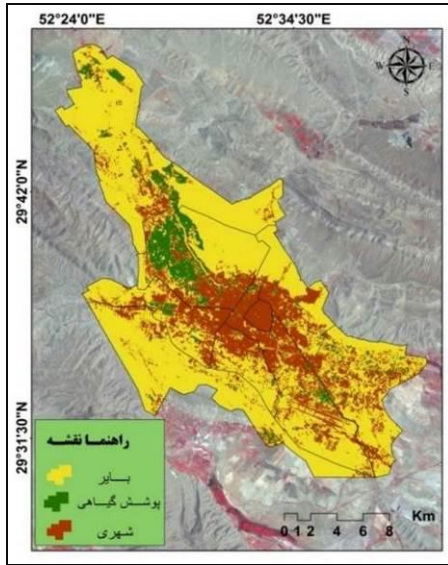 52°24'0"E 52°34'30"E
N
W E
S
29°42'0"N
29°31'30"N
راهنما نقشه
بایر
پوشش گیاهی
شهری
Km
0 1 2 4 6 8